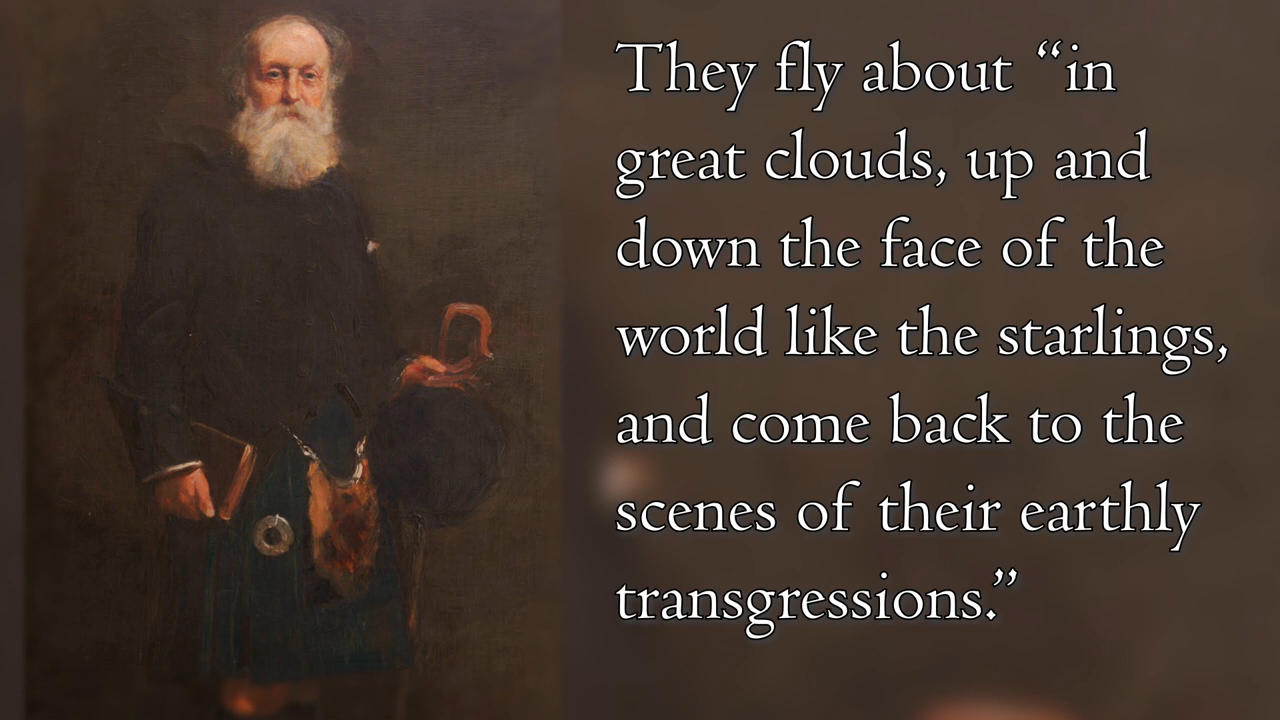 They fly about “in
great clouds, up and
down the face of the
world like the starlings,
and come back to the
scenes of their earthly
transgressions.”